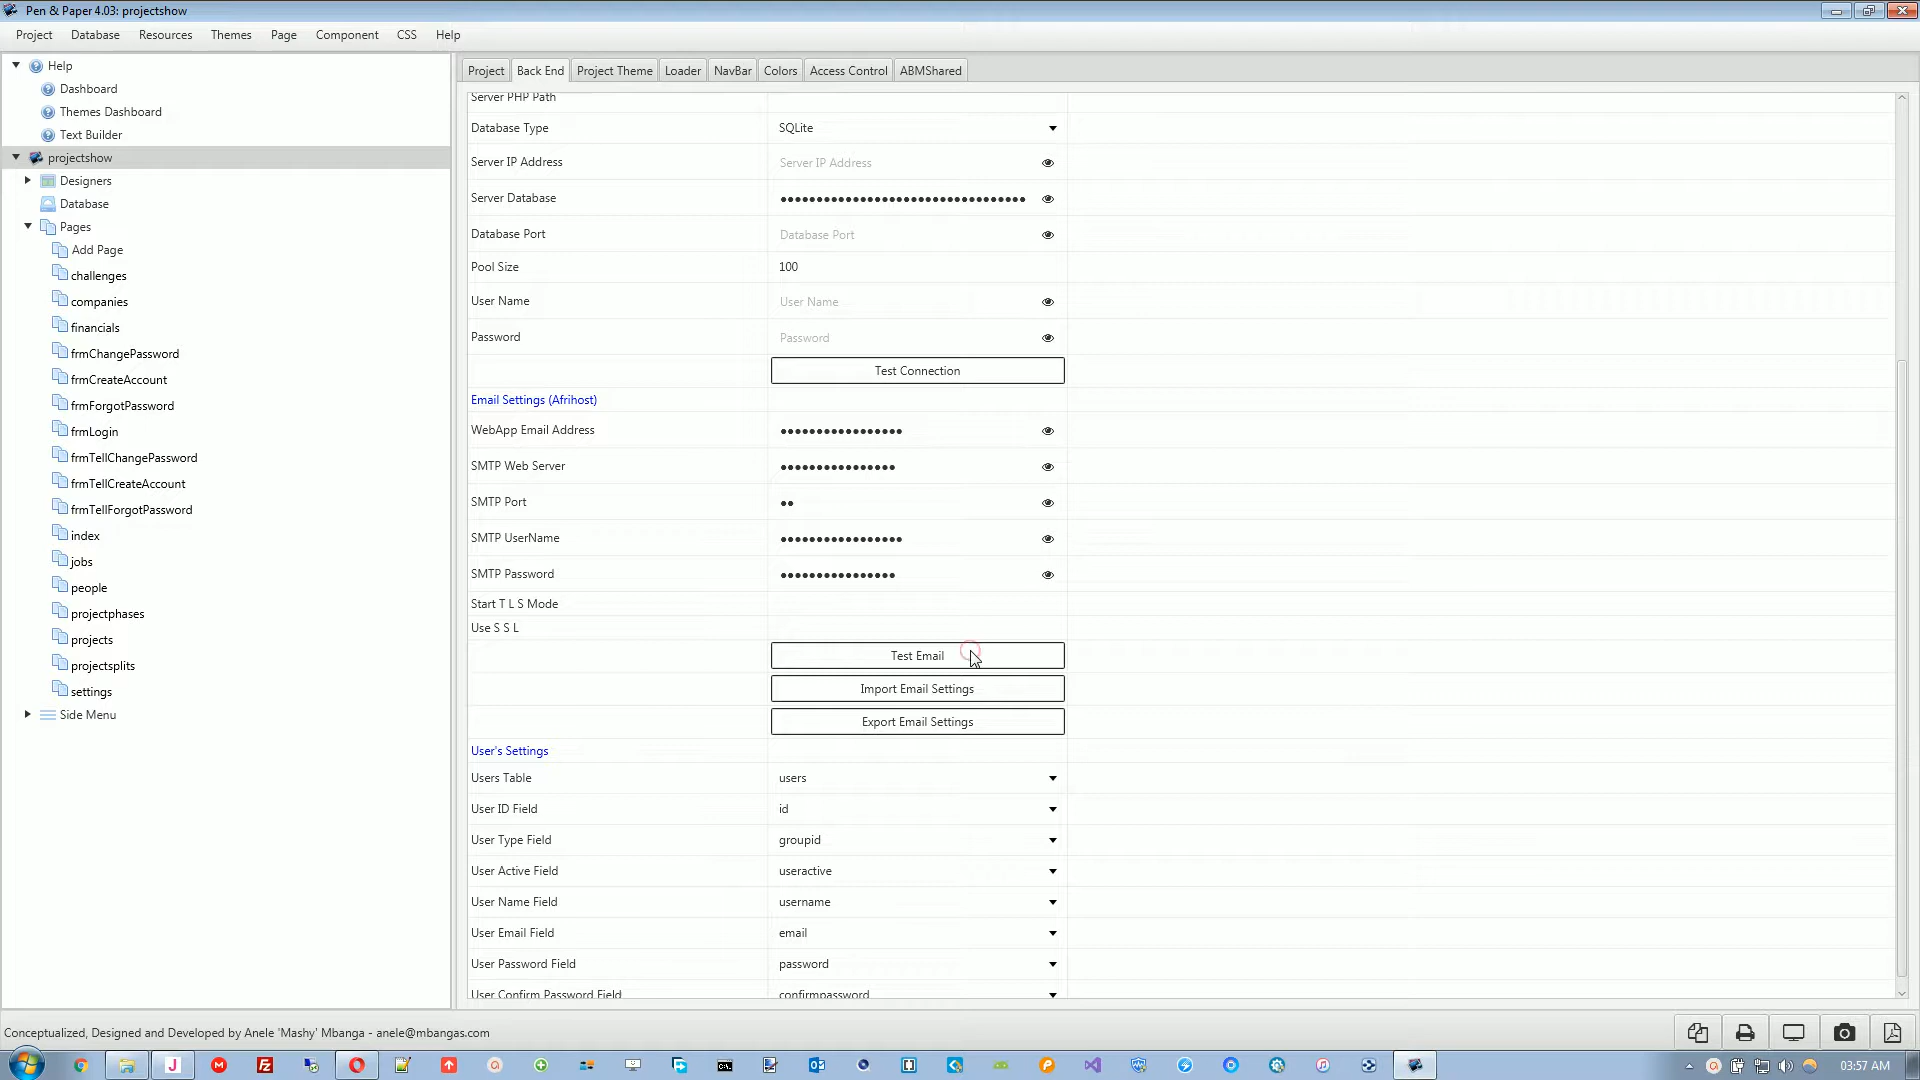 Pen & Paper 4.03: projectshow
Project Database Resources Themes Page Component CSS Help
Help
Dashboard
Themes Dashboard
Text Builder
projectshow
Designers
Database
Pages
Add Page
challenges
companies
financials
frmChangePassword
frmCreateAccount
frmForgotPassword
frmLogin
frmTellChangePassword
frmTellCreateAccount
frmTellForgotPassword
index
jobs
people
projectphases
projects
projectsplits
settings
Side Menu
Project Back End Project Theme Loader NavBar Colors Access Control ABMShared
Server PHP Path
Database Type SQLite
Server IP Address Server IP Address
Server Database ••••••••••••••••••••••••••••••••••
Database Port Database Port
Pool Size 100
User Name User Name
Password Password
Test Connection
Email Settings (Afrihost)
WebApp Email Address •••••••••••••••••
SMTP Web Server ••••••••••••••••
SMTP Port ••
SMTP UserName •••••••••••••••••
SMTP Password ••••••••••••••••
Start T L S Mode
Use S S L
Test Email
Import Email Settings
Export Email Settings
User's Settings
Users Table users
User ID Field id
User Type Field groupid
User Active Field useractive
User Name Field username
User Email Field email
User Password Field password
User Confirm Password Field confirmpassword
Conceptualized, Designed and Developed by Anele 'Mashy' Mbanga - anele@mbangas.com
03:57 AM